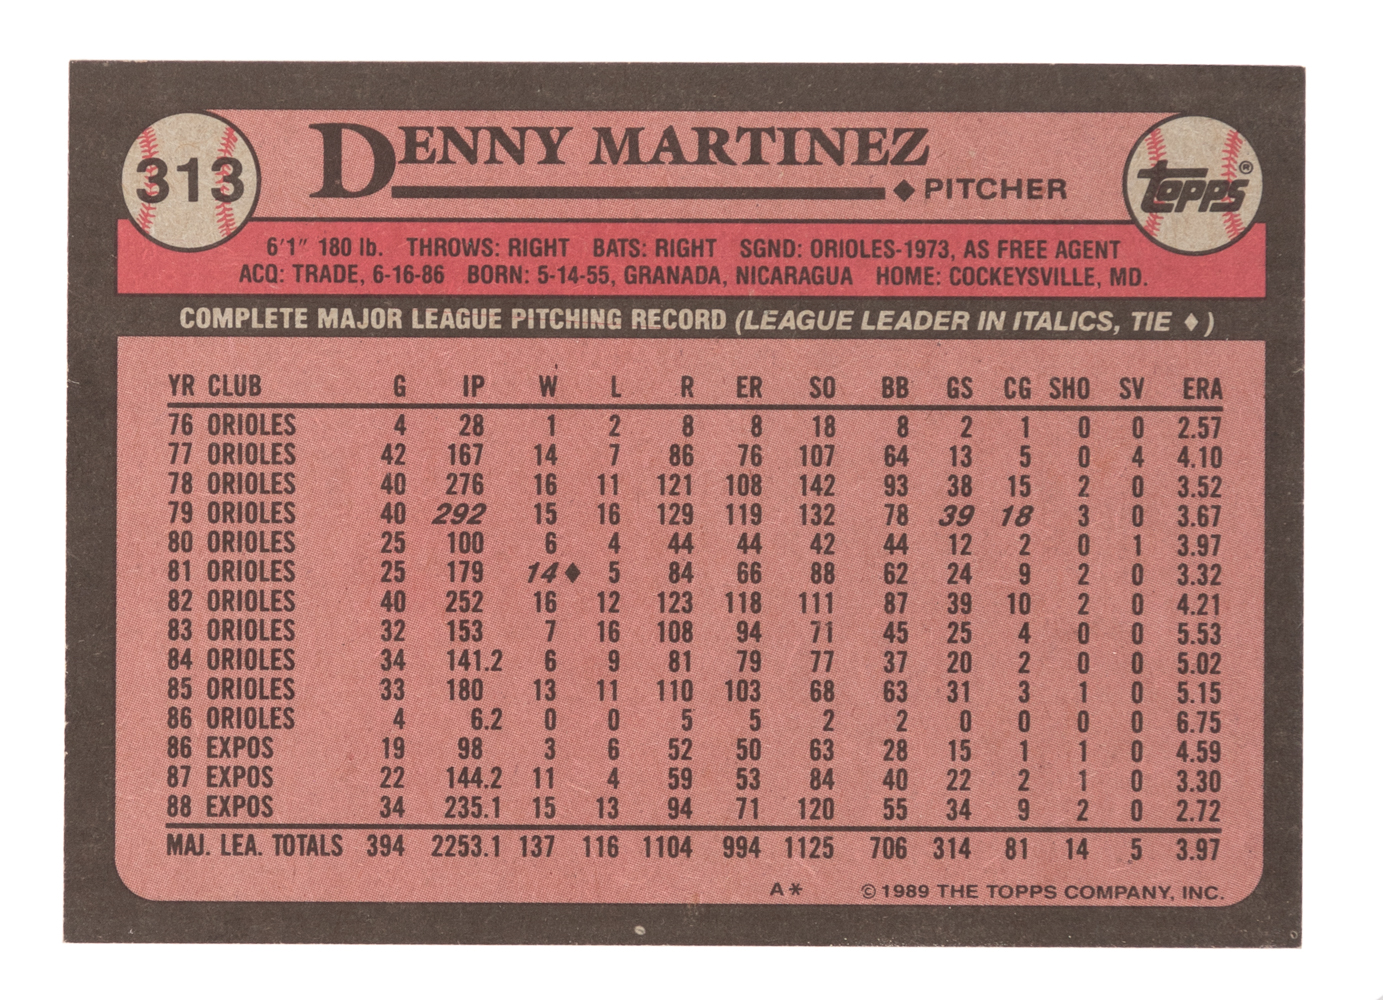 313
DENNY MARTINEZ
♦ PITCHER
TOPPS®
6'1" 180 lb. THROWS: RIGHT BATS: RIGHT SGND: ORIOLES-1973, AS FREE AGENT
ACQ: TRADE, 6-16-86 BORN: 5-14-55, GRANADA, NICARAGUA HOME: COCKEYSVILLE, MD.
COMPLETE MAJOR LEAGUE PITCHING RECORD (LEAGUE LEADER IN ITALICS, TIE ♦)
YR CLUB G IP W L R ER SO BB GS CG SHO SV ERA
76 ORIOLES 4 28 1 2 8 8 18 8 2 1 0 0 2.57
77 ORIOLES 42 167 14 7 86 76 107 64 13 5 0 4 4.10
78 ORIOLES 40 276 16 11 121 108 142 93 38 15 2 0 3.52
79 ORIOLES 40 292 15 16 129 119 132 78 39 18 3 0 3.67
80 ORIOLES 25 100 6 4 44 44 42 44 12 2 0 1 3.97
81 ORIOLES 25 179 14♦ 5 84 66 88 62 24 9 2 0 3.32
82 ORIOLES 40 252 16 12 123 118 111 87 39 10 2 0 4.21
83 ORIOLES 32 153 7 16 108 94 71 45 25 4 0 0 5.53
84 ORIOLES 34 141.2 6 9 81 79 77 37 20 2 0 0 5.02
85 ORIOLES 33 180 13 11 110 103 68 63 31 3 1 0 5.15
86 ORIOLES 4 6.2 0 0 5 5 2 2 0 0 0 0 6.75
86 EXPOS 19 98 3 6 52 50 63 28 15 1 1 0 4.59
87 EXPOS 22 144.2 11 4 59 53 84 40 22 2 1 0 3.30
88 EXPOS 34 235.1 15 13 94 71 120 55 34 9 2 0 2.72
MAJ. LEA. TOTALS 394 2253.1 137 116 1104 994 1125 706 314 81 14 5 3.97
A* © 1989 THE TOPPS COMPANY, INC.